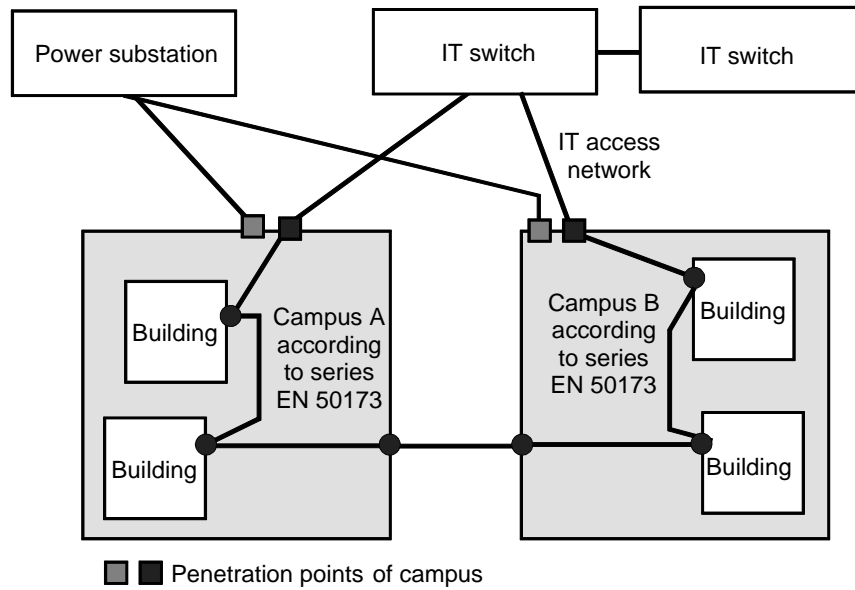 Power substation
IT switch
IT switch
IT access
network
Building
Campus A
according
to series
EN 50173
Building
Campus B
according
to series
EN 50173
Building
Building
Penetration points of campus